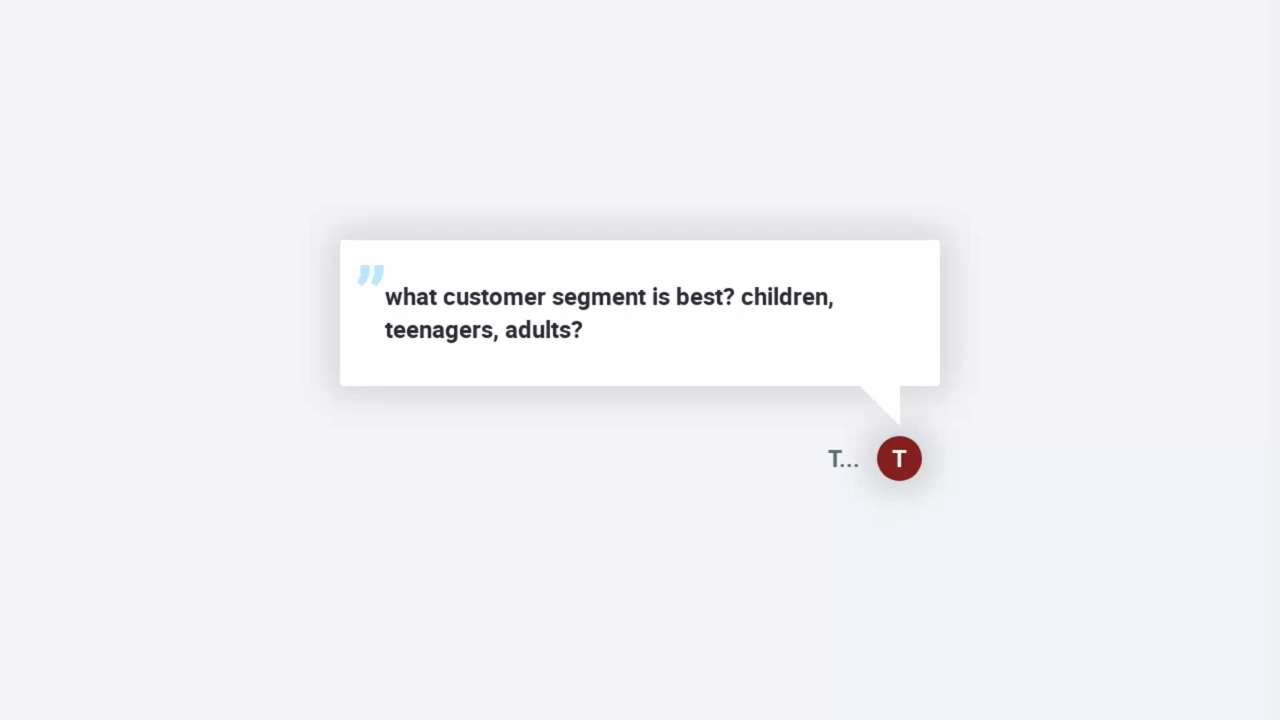 ”
what customer segment is best? children,
teenagers, adults?
T...
T